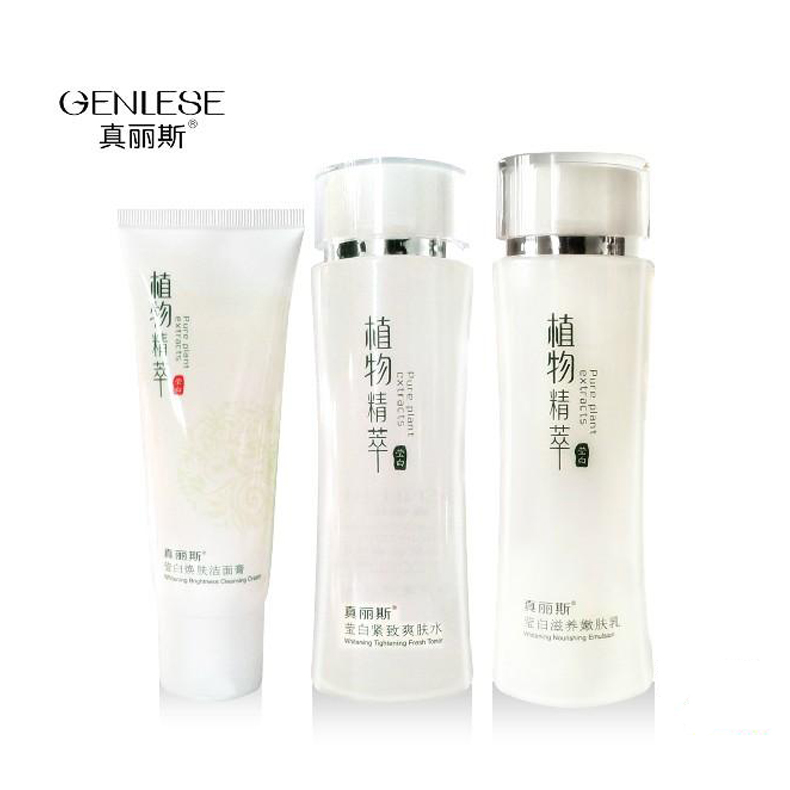 GENLESE
真丽斯®
植物精萃
Pure plant
extracts
莹白
真丽斯®
莹白焕肤洁面膏
Whitening Brightness Cleansing Cream
植物精萃
Pure plant
extracts
莹白
真丽斯®
莹白紧致爽肤水
Whitening Tightening Fresh Toner
植物精萃
Pure plant
extracts
莹白
真丽斯®
莹白滋养嫩肤乳
Whitening Nourishing Emulsion